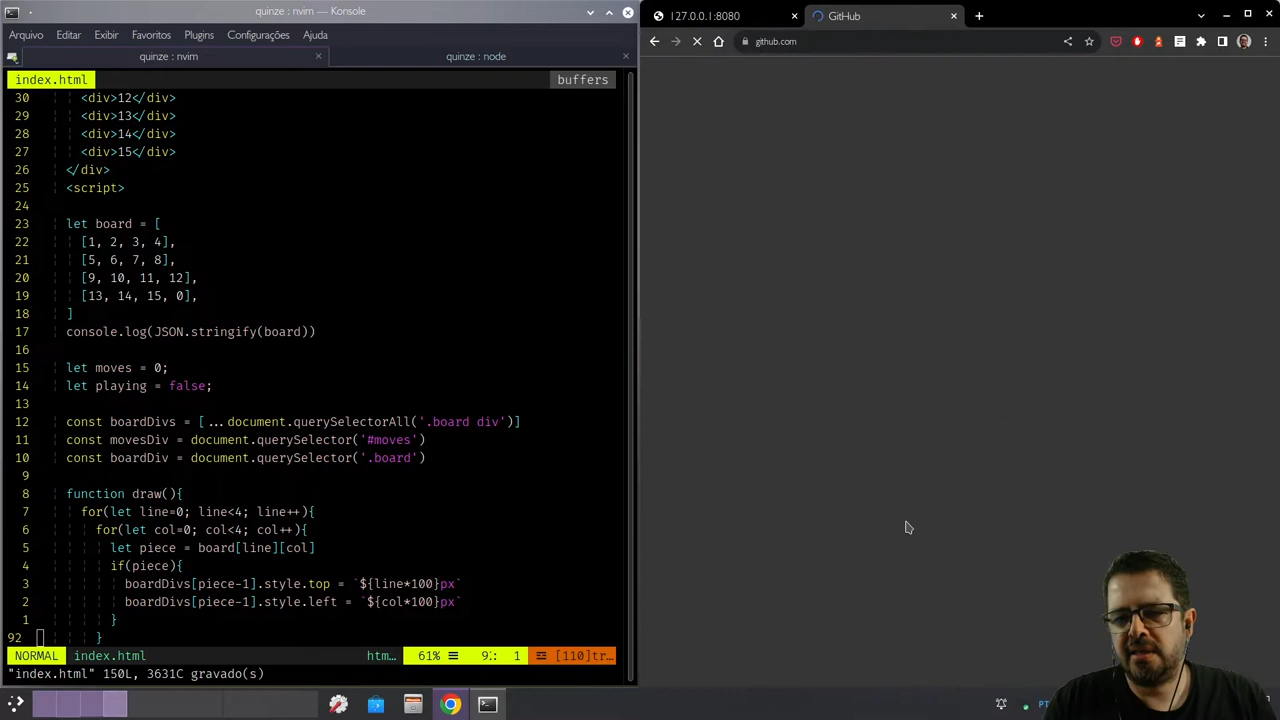 quinze : nvim — Konsole
Arquivo Editar Exibir Favoritos Plugins Configurações Ajuda
quinze : nvim
quinze : node
index.html
buffers
30 <div>12</div>
29 <div>13</div>
28 <div>14</div>
27 <div>15</div>
26 </div>
25 <script>
24
23 let board = [
22 [1, 2, 3, 4],
21 [5, 6, 7, 8],
20 [9, 10, 11, 12],
19 [13, 14, 15, 0],
18 ]
17 console.log(JSON.stringify(board))
16
15 let moves = 0;
14 let playing = false;
13
12 const boardDivs = [...document.querySelectorAll('.board div')]
11 const movesDiv = document.querySelector('#moves')
10 const boardDiv = document.querySelector('.board')
9
8 function draw(){
7 for(let line=0; line<4; line++){
6 for(let col=0; col<4; col++){
5 let piece = board[line][col]
4 if(piece){
3 boardDivs[piece-1].style.top = `${line*100}px`
2 boardDivs[piece-1].style.left = `${col*100}px`
1 }
92 }
NORMAL index.html htm… 61% 9: 1 [110]tr…
"index.html" 150L, 3631C gravado(s)
127.0.0.1:8080
GitHub
github.com